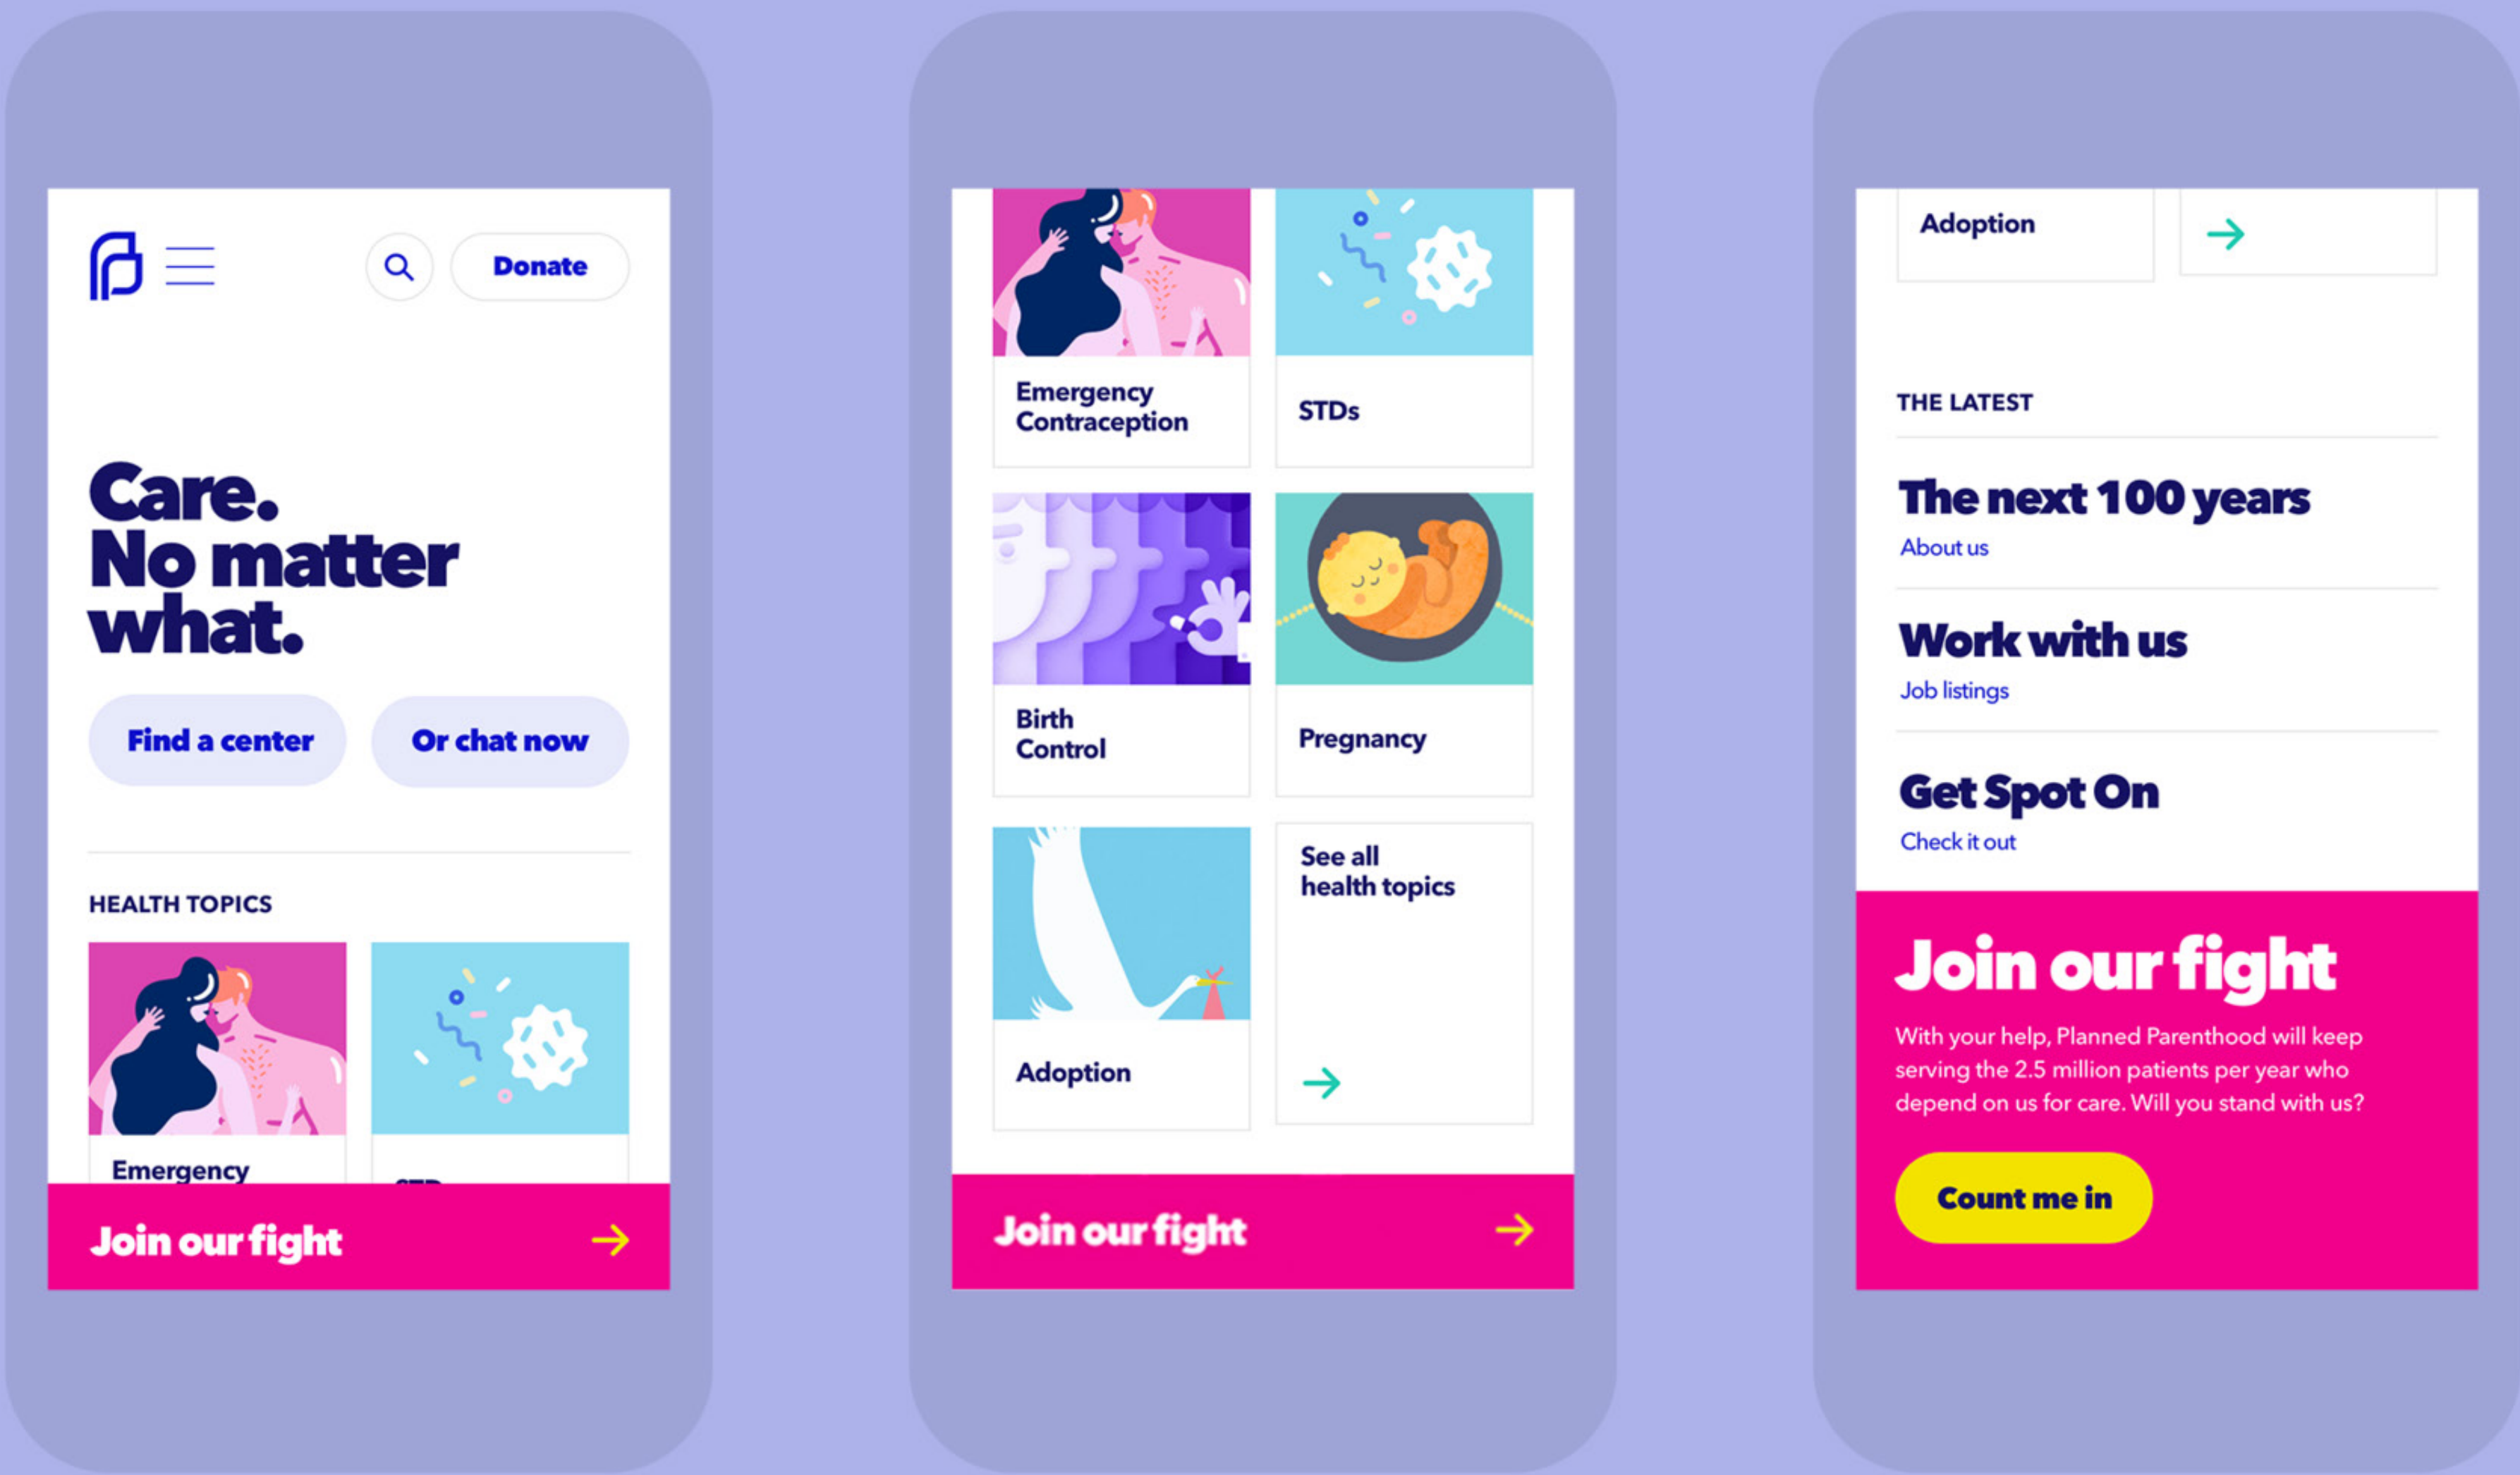 Donate
Care.
No matter
what.
Find a center
Or chat now
HEALTH TOPICS
Emergency
Join our fight
Emergency
Contraception
STDs
Birth
Control
Pregnancy
Adoption
See all
health topics
Join our fight
Adoption
THE LATEST
The next 100 years
About us
Work with us
Job listings
Get Spot On
Check it out
Join our fight
With your help, Planned Parenthood will keep
serving the 2.5 million patients per year who
depend on us for care. Will you stand with us?
Count me in